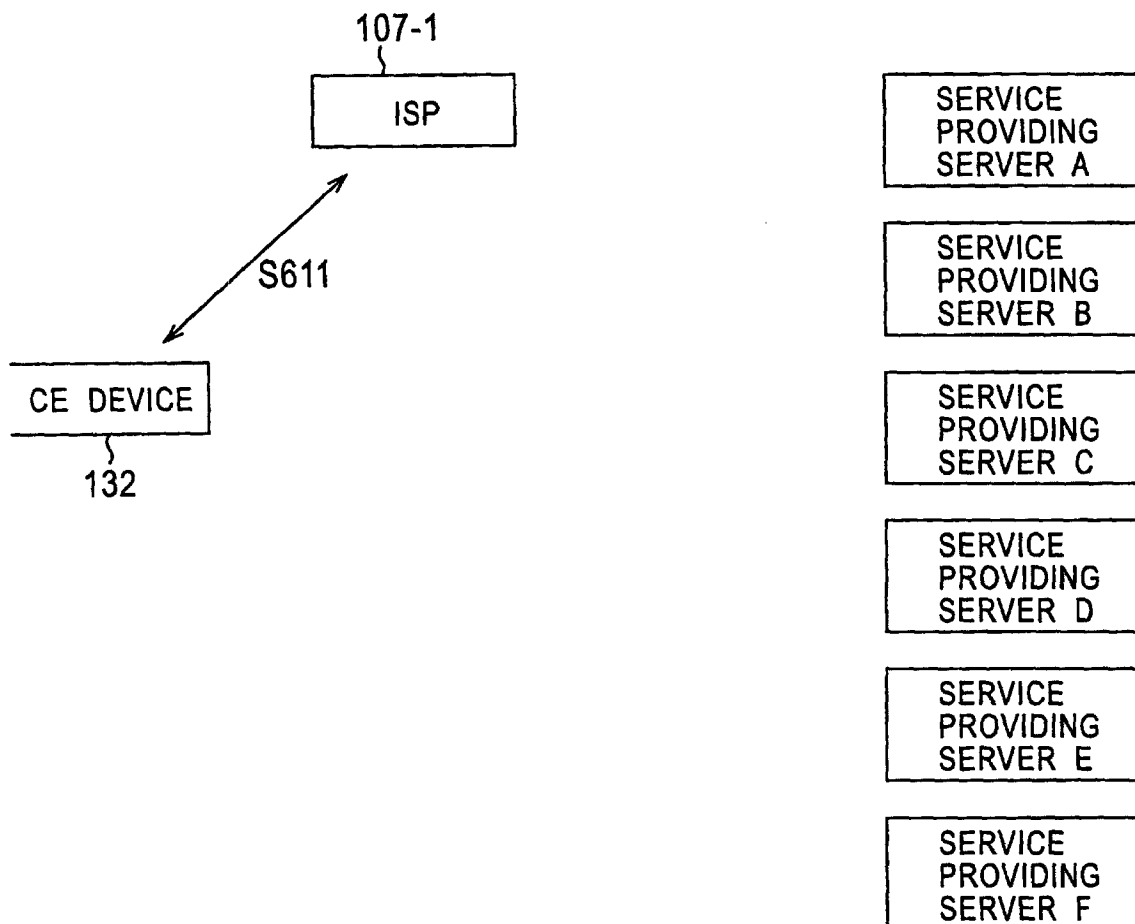 107-1
ISP
S611
CE DEVICE
132
SERVICE
PROVIDING
SERVER A
SERVICE
PROVIDING
SERVER B
SERVICE
PROVIDING
SERVER C
SERVICE
PROVIDING
SERVER D
SERVICE
PROVIDING
SERVER E
SERVICE
PROVIDING
SERVER F